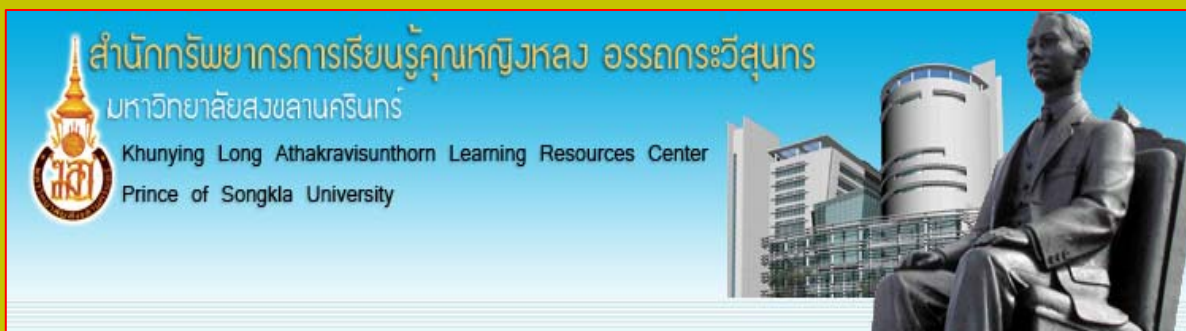 สำนักทรัพยากรการเรียนรู้คุณหญิงหลง อรรถกระวีสุนทร
มหาวิทยาลัยสงขลานครินทร์
Khunying Long Athakravisunthorn Learning Resources Center
Prince of Songkla University